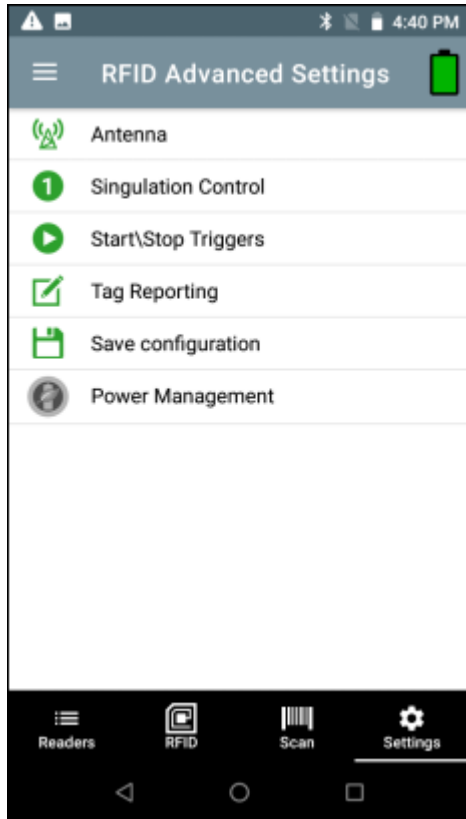 4:40 PM
RFID Advanced Settings
Antenna
1 Singulation Control
Start\Stop Triggers
Tag Reporting
Save configuration
Power Management
Readers RFID Scan Settings